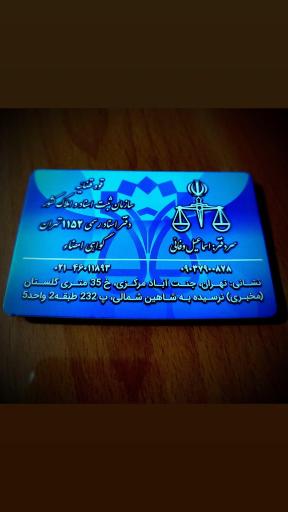 قوه قضائیه
سازمان ثبت اسناد و املاک کشور
دفتر اسناد رسمی ۱۱۵۲ تهران
گواهی امضاء
سردفتر: اسماعیل وفائی
۰۲۱-۴۶۰۱۱۸۹۳
۰۹۰۲۷۹۰۰۸۷۸
نشانی: تهران، جنت آباد مرکزی، خ 35 متری گلستان
(مخبری) نرسیده به شاهین شمالی، پ 232 طبقه2 واحد5